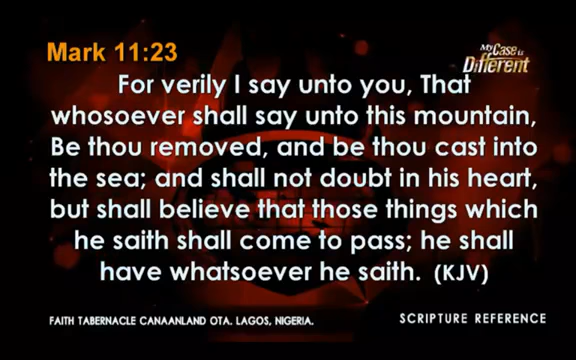 Mark 11:23
My Case is
Different
For verily I say unto you, That
whosoever shall say unto this mountain,
Be thou removed, and be thou cast into
the sea; and shall not doubt in his heart,
but shall believe that those things which
he saith shall come to pass; he shall
have whatsoever he saith. (KJV)
FAITH TABERNACLE CANAANLAND OTA. LAGOS, NIGERIA.
SCRIPTURE REFERENCE